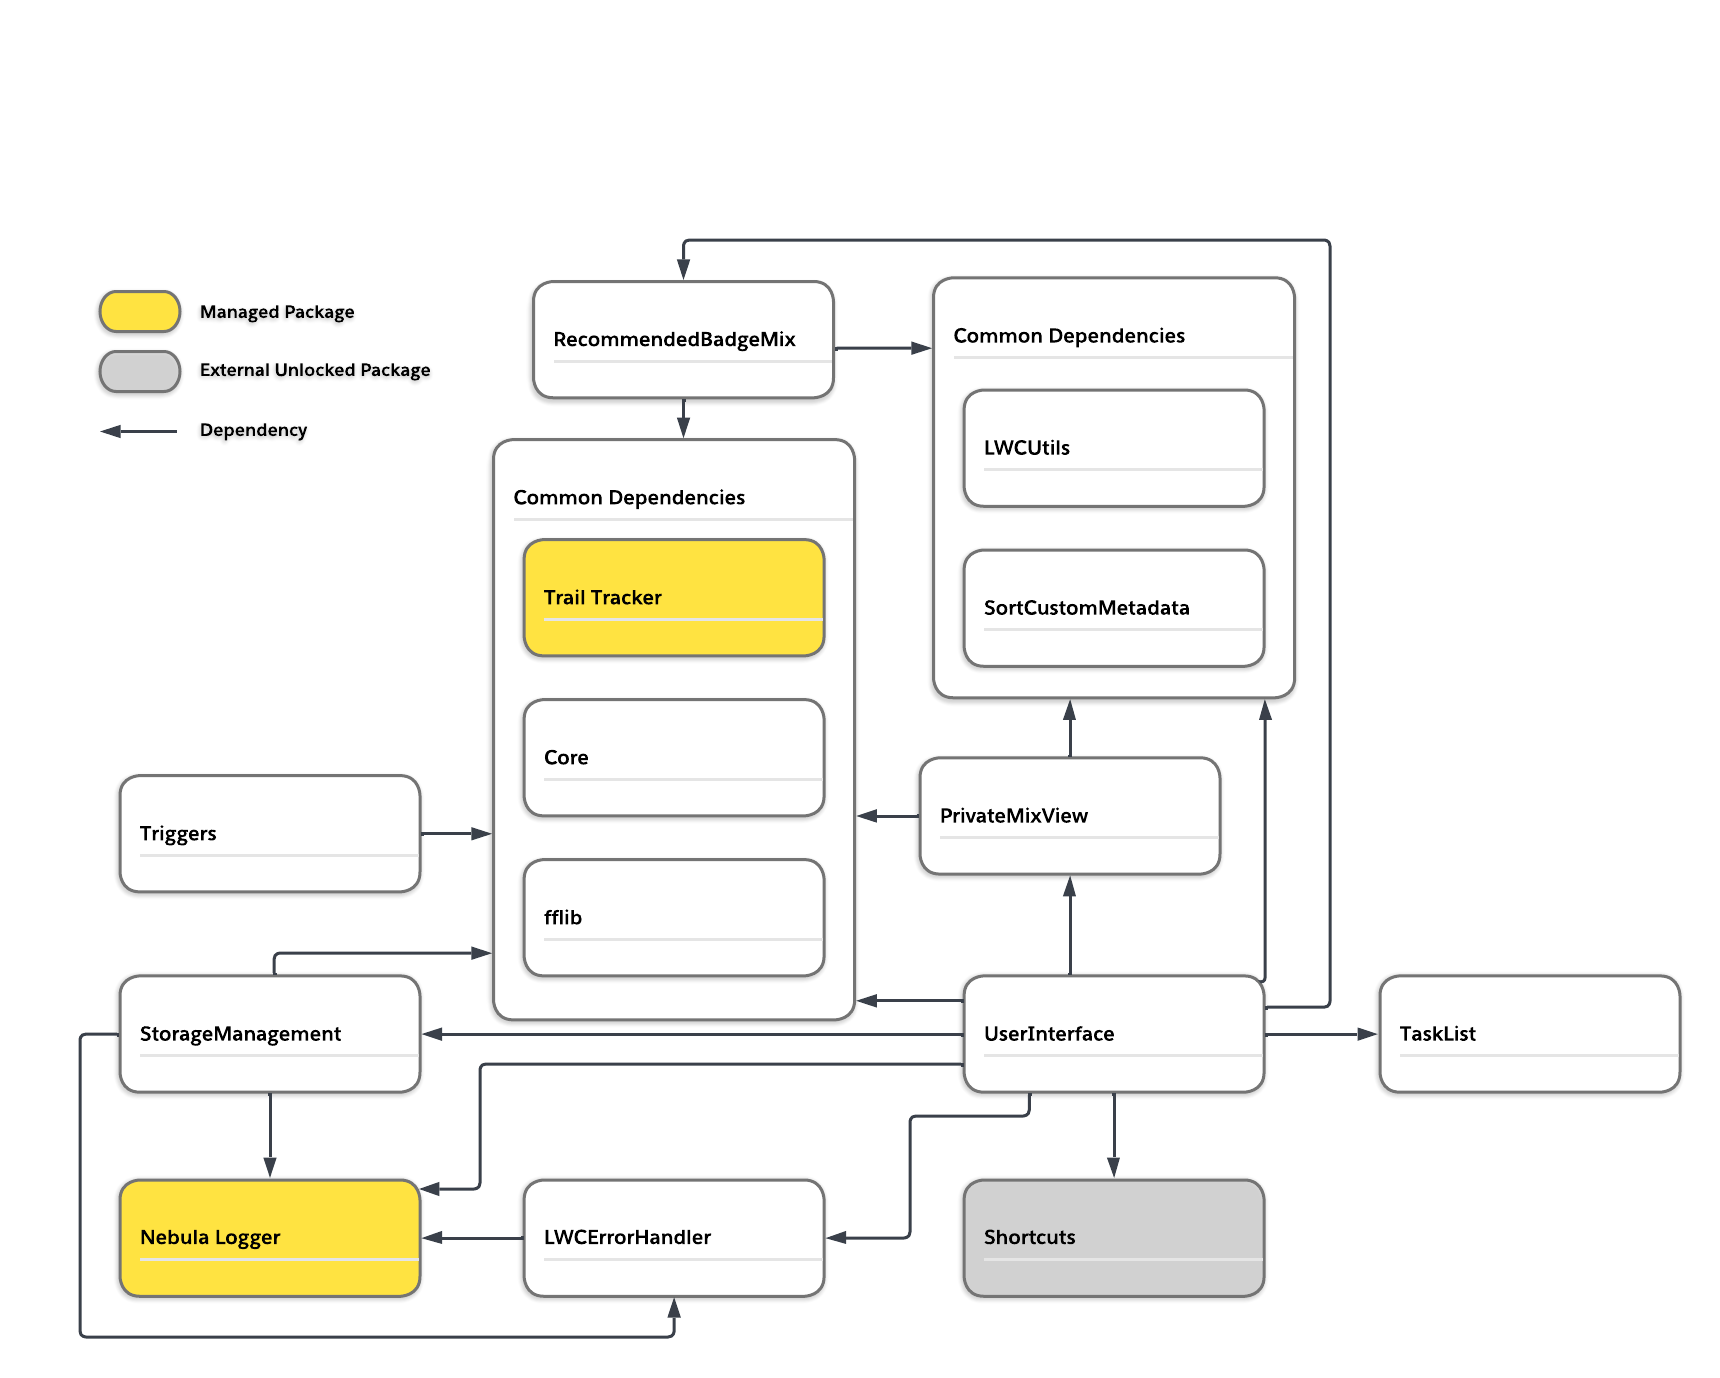 Managed Package
External Unlocked Package
Dependency
RecommendedBadgeMix
Common Dependencies
LWCUtils
SortCustomMetadata
Common Dependencies
Trail Tracker
Core
fflib
Triggers
PrivateMixView
StorageManagement
UserInterface
TaskList
Nebula Logger
LWCErrorHandler
Shortcuts